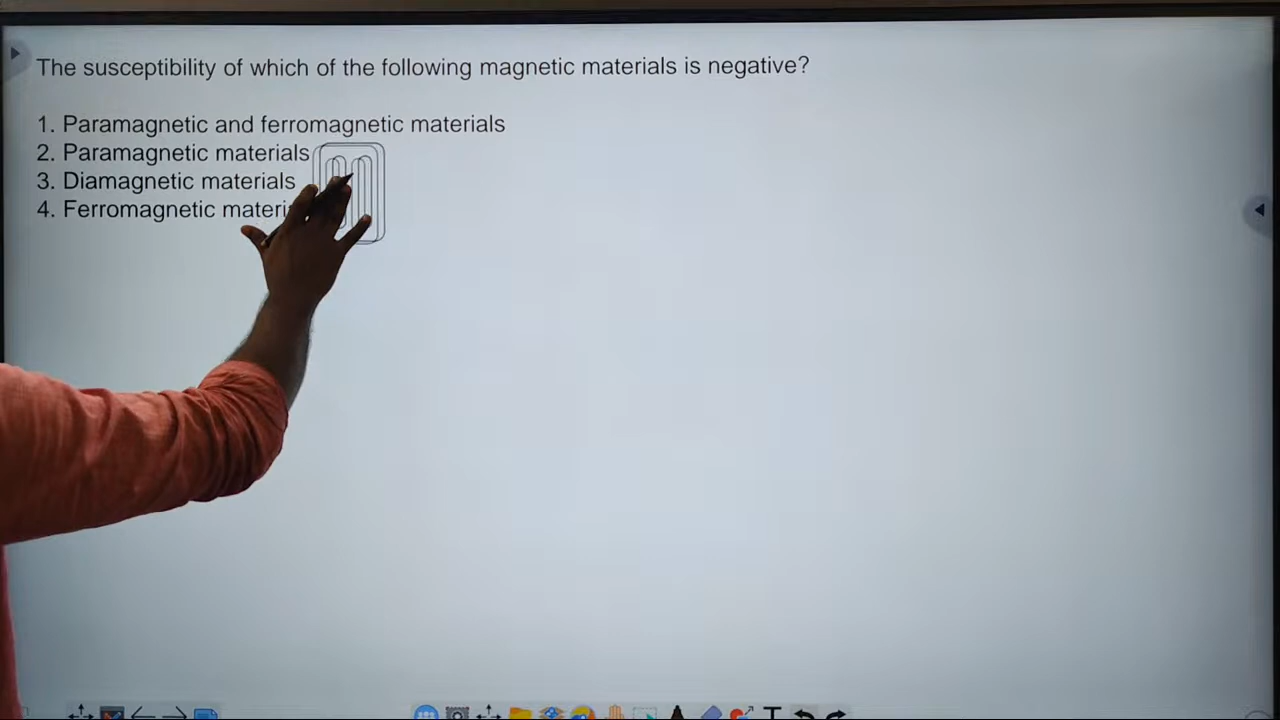 The susceptibility of which of the following magnetic materials is negative?
1. Paramagnetic and ferromagnetic materials
2. Paramagnetic materials
3. Diamagnetic materials
4. Ferromagnetic